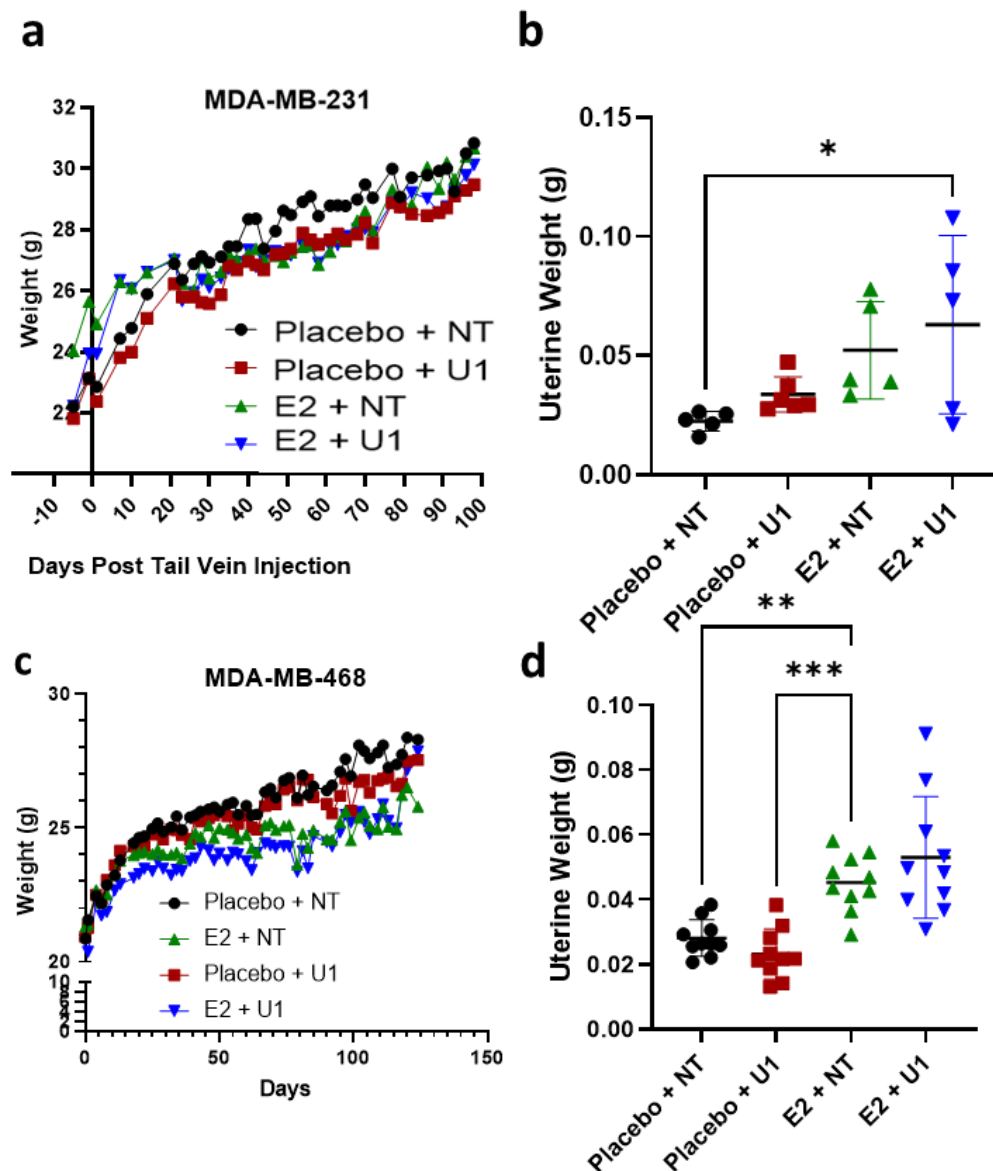 a
MDA-MB-231
Weight (g)
32
30
28
26
24
22
-10 0 10 20 30 40 50 60 70 80 90 100
Days Post Tail Vein Injection
Placebo + NT
Placebo + U1
E2 + NT
E2 + U1
b
Uterine Weight (g)
0.15
0.10
0.05
0.00
*
Placebo + NT
Placebo + U1
E2 + NT
E2 + U1
c
MDA-MB-468
Weight (g)
30
25
20
10
8
6
4
2
0
0 50 100 150
Days
Placebo + NT
E2 + NT
Placebo + U1
E2 + U1
d
Uterine Weight (g)
0.10
0.08
0.06
0.04
0.02
0.00
**
***
Placebo + NT
Placebo + U1
E2 + NT
E2 + U1